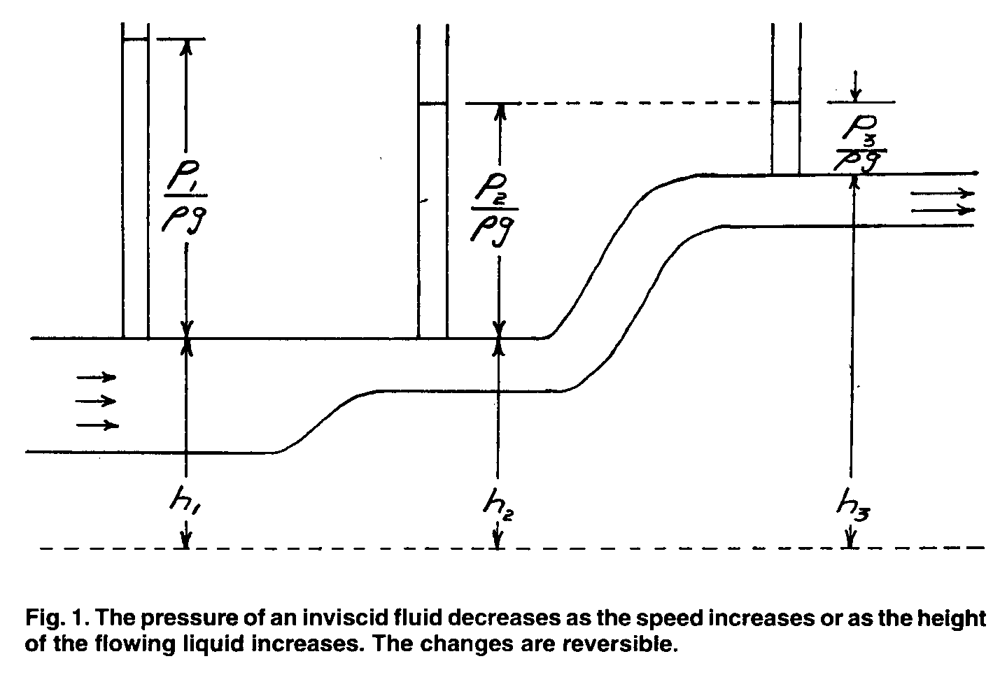 P₁
ρg
P₂
ρg
P₃
ρg
h₁
h₂
h₃
Fig. 1. The pressure of an inviscid fluid decreases as the speed increases or as the height
of the flowing liquid increases. The changes are reversible.